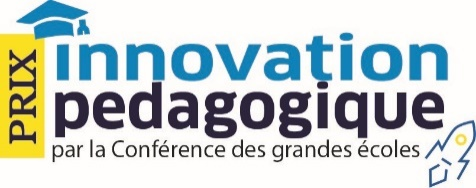 PRIX
innovation
pedagogique
par la Conférence des grandes écoles